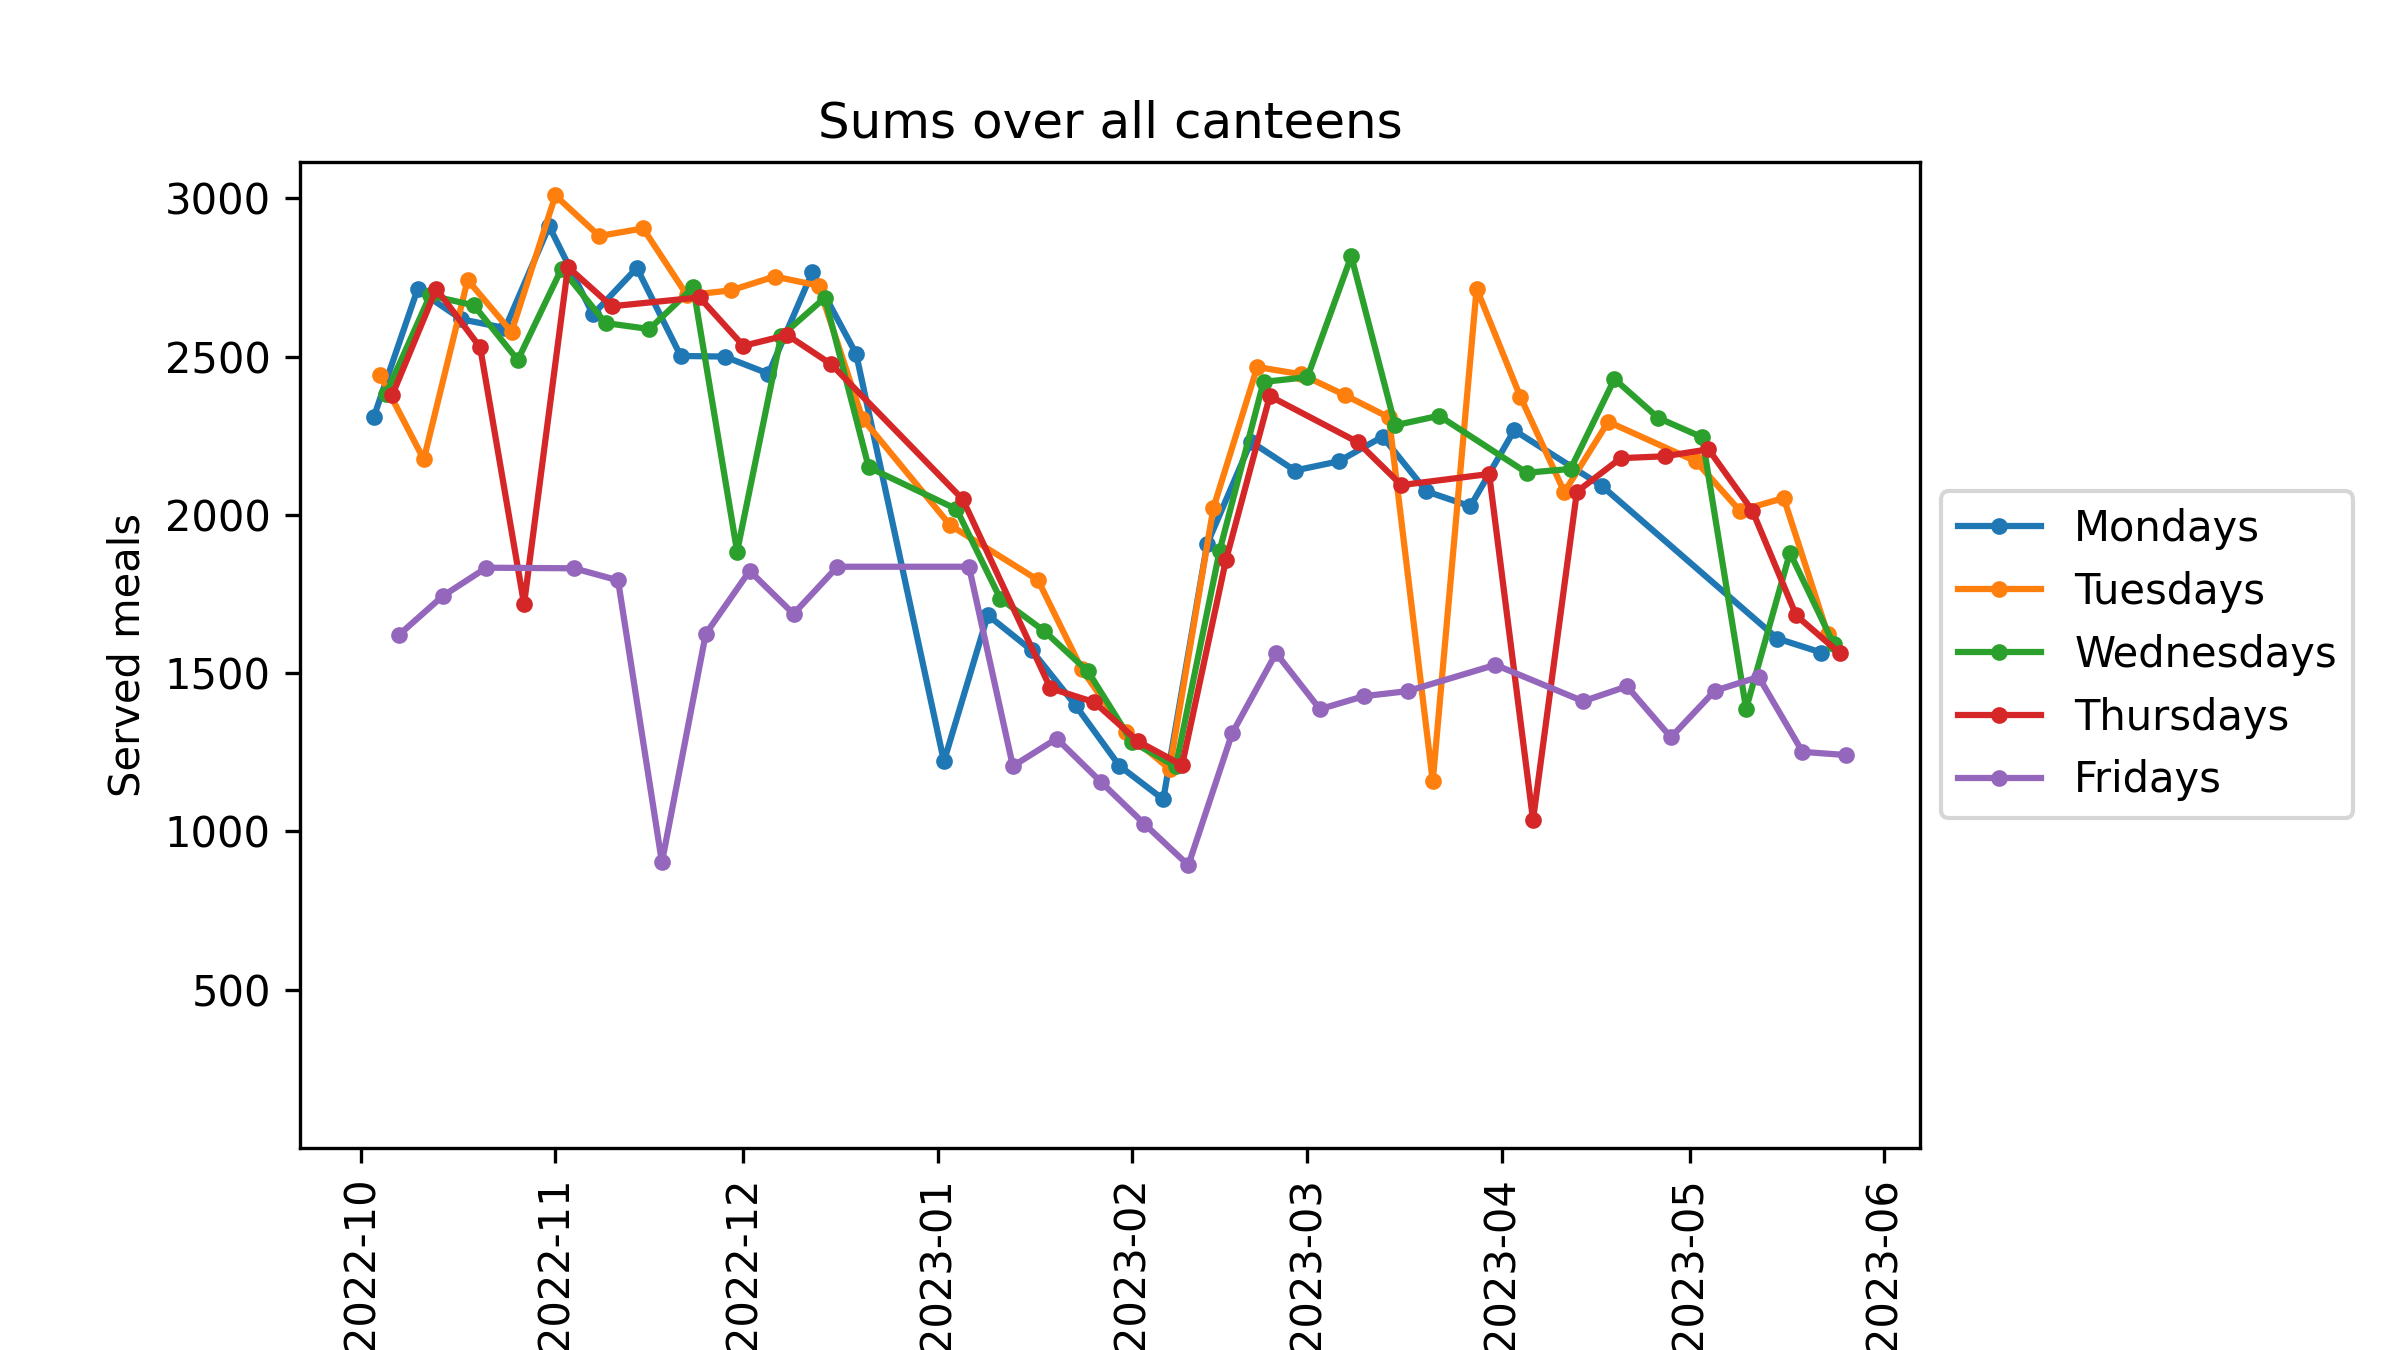 Sums over all canteens
Served meals
3000
2500
2000
1500
1000
500
2022-10
2022-11
2022-12
2023-01
2023-02
2023-03
2023-04
2023-05
2023-06
Mondays
Tuesdays
Wednesdays
Thursdays
Fridays